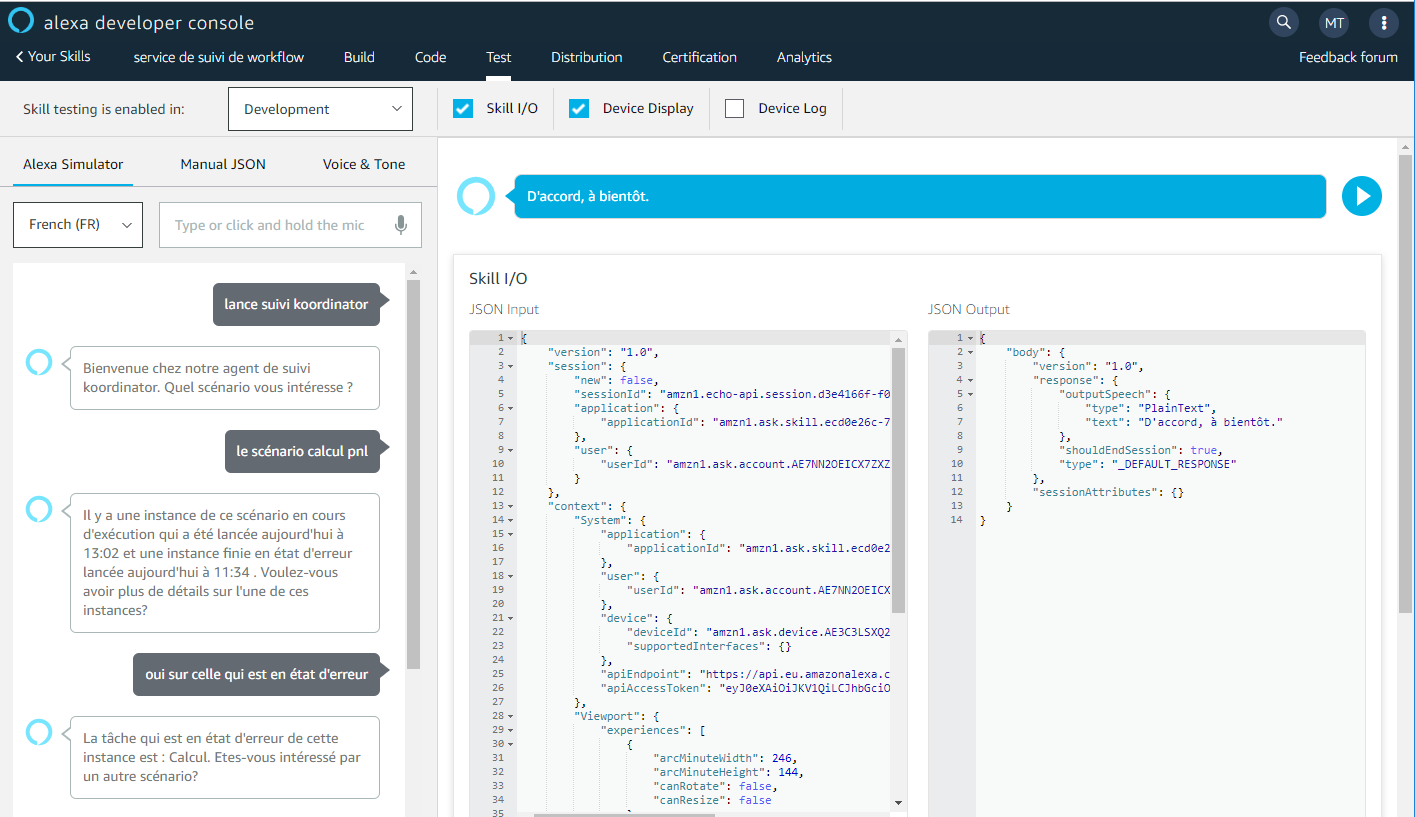 alexa developer console
MT
Your Skills
service de suivi de workflow
Build
Code
Test
Distribution
Certification
Analytics
Feedback forum
Skill testing is enabled in:
Development
Skill I/O
Device Display
Device Log
Alexa Simulator
Manual JSON
Voice & Tone
French (FR)
Type or click and hold the mic
lance suivi koordinator
Bienvenue chez notre agent de suivi
koordinator. Quel scénario vous intéresse ?
le scénario calcul pnl
Il y a une instance de ce scénario en cours
d'exécution qui a été lancée aujourd'hui à
13:02 et une instance finie en état d'erreur
lancée aujourd'hui à 11:34 . Voulez-vous
avoir plus de détails sur l'une de ces
instances?
oui sur celle qui est en état d'erreur
La tâche qui est en état d'erreur de cette
instance est : Calcul. Etes-vous intéressé par
un autre scénario?
D'accord, à bientôt.
Skill I/O
JSON Input
1 {
2 "version": "1.0",
3 "session": {
4 "new": false,
5 "sessionId": "amzn1.echo-api.session.d3e4166f-f0
6 "application": {
7 "applicationId": "amzn1.ask.skill.ecd0e26c-7
8 },
9 "user": {
10 "userId": "amzn1.ask.account.AE7NN2OEICX7ZXZ
11 }
12 },
13 "context": {
14 "System": {
15 "application": {
16 "applicationId": "amzn1.ask.skill.ecd0e2
17 },
18 "user": {
19 "userId": "amzn1.ask.account.AE7NN2OEICX
20 },
21 "device": {
22 "deviceId": "amzn1.ask.device.AE3C3LSXQ2
23 "supportedInterfaces": {}
24 },
25 "apiEndpoint": "https://api.eu.amazonalexa.c
26 "apiAccessToken": "eyJ0eXAiOiJKV1QiLCJhbGciO
27 },
28 "Viewport": {
29 "experiences": [
30 {
31 "arcMinuteWidth": 246,
32 "arcMinuteHeight": 144,
33 "canRotate": false,
34 "canResize": false
35
JSON Output
1 {
2 "body": {
3 "version": "1.0",
4 "response": {
5 "outputSpeech": {
6 "type": "PlainText",
7 "text": "D'accord, à bientôt."
8 },
9 "shouldEndSession": true,
10 "type": "_DEFAULT_RESPONSE"
11 },
12 "sessionAttributes": {}
13 }
14 }